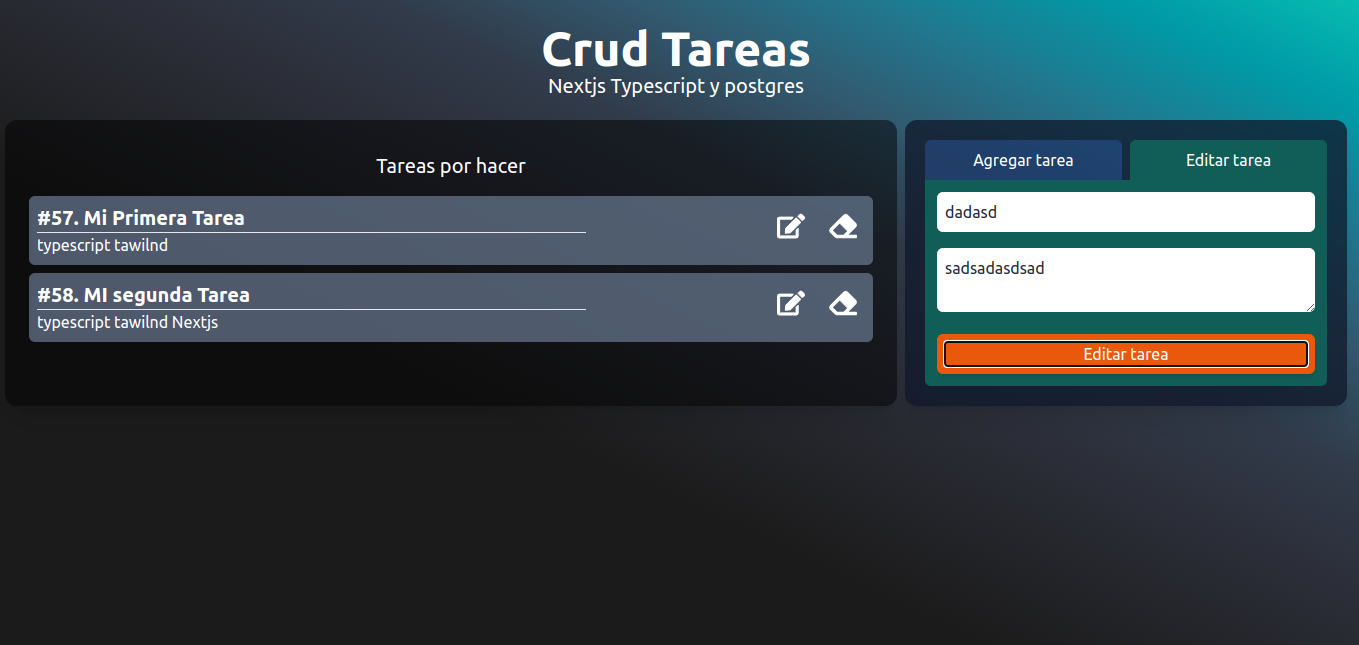 Crud Tareas
Nextjs Typescript y postgres
Tareas por hacer
#57. Mi Primera Tarea
typescript tawilnd
#58. MI segunda Tarea
typescript tawilnd Nextjs
Agregar tarea
Editar tarea
dadasd
sadsadasdsad
Editar tarea